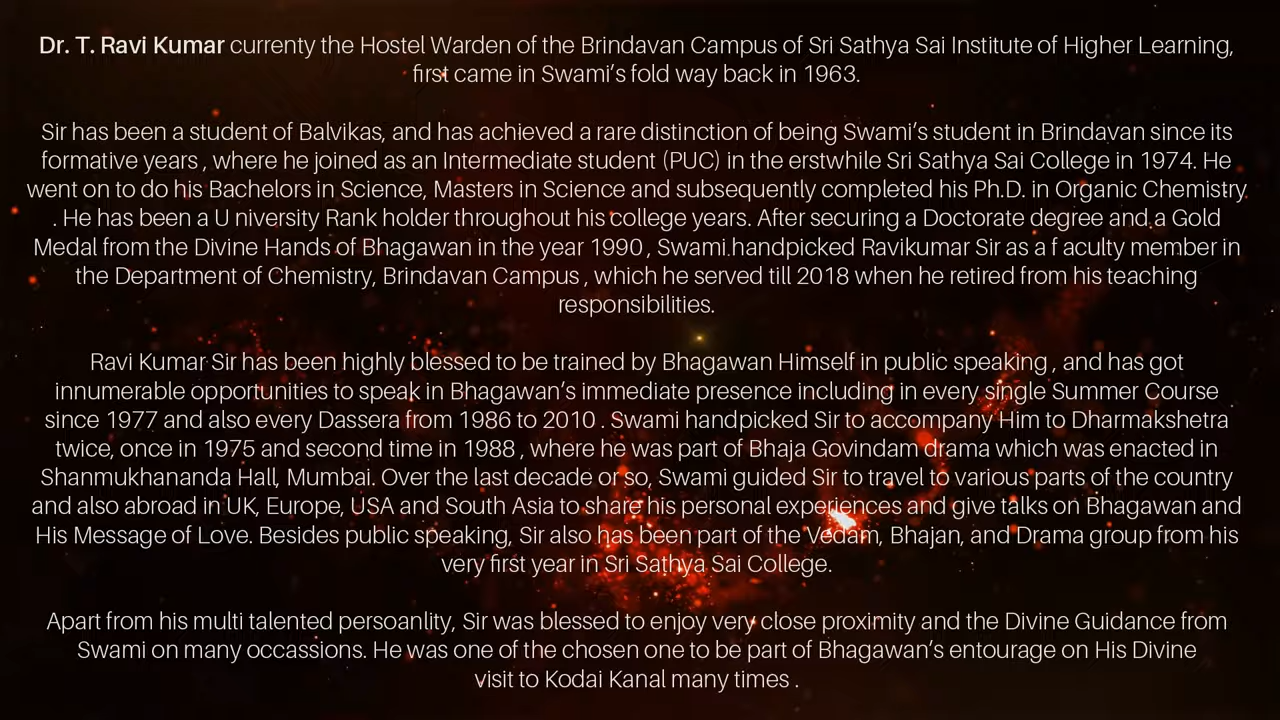 Dr. T. Ravi Kumar currenty the Hostel Warden of the Brindavan Campus of Sri Sathya Sai Institute of Higher Learning,
first came in Swami’s fold way back in 1963.
Sir has been a student of Balvikas, and has achieved a rare distinction of being Swami’s student in Brindavan since its
formative years , where he joined as an Intermediate student (PUC) in the erstwhile Sri Sathya Sai College in 1974. He
went on to do his Bachelors in Science, Masters in Science and subsequently completed his Ph.D. in Organic Chemistry
. He has been a U niversity Rank holder throughout his college years. After securing a Doctorate degree and a Gold
Medal from the Divine Hands of Bhagawan in the year 1990 , Swami handpicked Ravikumar Sir as a f aculty member in
the Department of Chemistry, Brindavan Campus , which he served till 2018 when he retired from his teaching
responsibilities.
Ravi Kumar Sir has been highly blessed to be trained by Bhagawan Himself in public speaking , and has got
innumerable opportunities to speak in Bhagawan’s immediate presence including in every single Summer Course
since 1977 and also every Dassera from 1986 to 2010 . Swami handpicked Sir to accompany Him to Dharmakshetra
twice, once in 1975 and second time in 1988 , where he was part of Bhaja Govindam drama which was enacted in
Shanmukhananda Hall, Mumbai. Over the last decade or so, Swami guided Sir to travel to various parts of the country
and also abroad in UK, Europe, USA and South Asia to share his personal experiences and give talks on Bhagawan and
His Message of Love. Besides public speaking, Sir also has been part of the Vedam, Bhajan, and Drama group from his
very first year in Sri Sathya Sai College.
Apart from his multi talented persoanlity, Sir was blessed to enjoy very close proximity and the Divine Guidance from
Swami on many occassions. He was one of the chosen one to be part of Bhagawan’s entourage on His Divine
visit to Kodai Kanal many times .